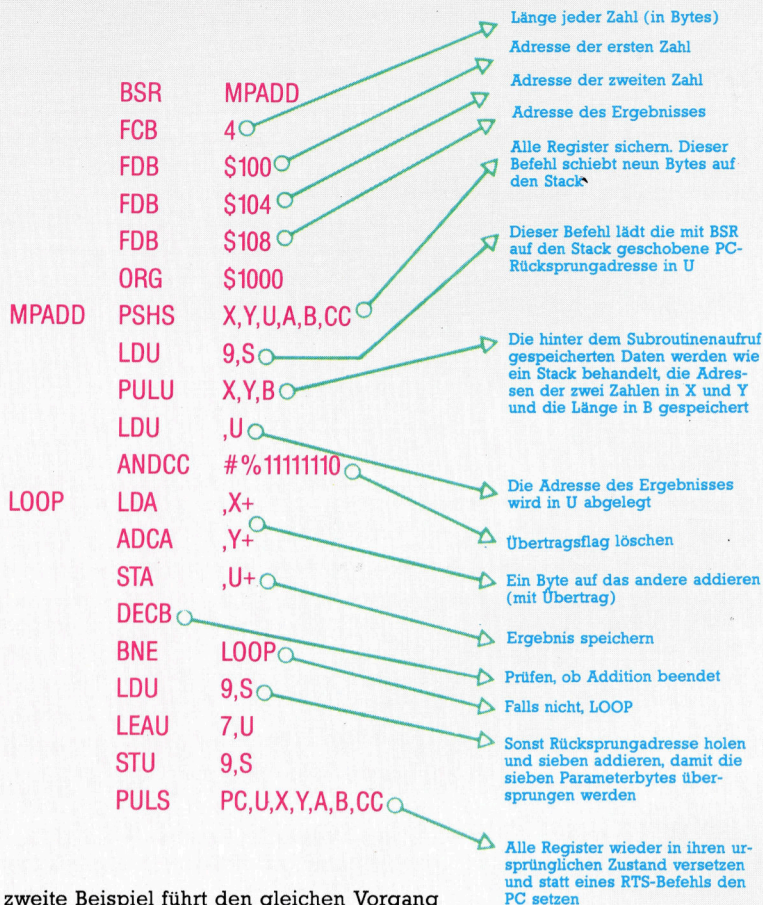 BSR MPADD
FCB 4
FDB $100
FDB $104
FDB $108
ORG $1000
MPADD PSHS X,Y,U,A,B,CC
LDU 9,S
PULU X,Y,B
LDU ,U
ANDCC #%11111110
LOOP LDA ,X+
ADCA ,Y+
STA ,U+
DECB
BNE LOOP
LDU 9,S
LEAU 7,U
STU 9,S
PULS PC,U,X,Y,A,B,CC
Länge jeder Zahl (in Bytes)
Adresse der ersten Zahl
Adresse der zweiten Zahl
Adresse des Ergebnisses
Alle Register sichern. Dieser
Befehl schiebt neun Bytes auf
den Stack
Dieser Befehl lädt die mit BSR
auf den Stack geschobene PC-
Rücksprungadresse in U
Die hinter dem Subroutinenaufruf
gespeicherten Daten werden wie
ein Stack behandelt, die Adres-
sen der zwei Zahlen in X und Y
und die Länge in B gespeichert
Die Adresse des Ergebnisses
wird in U abgelegt
Übertragsflag löschen
Ein Byte auf das andere addieren
(mit Übertrag)
Ergebnis speichern
Prüfen, ob Addition beendet
Falls nicht, LOOP
Sonst Rücksprungadresse holen
und sieben addieren, damit die
sieben Parameterbytes über-
sprungen werden
Alle Register wieder in ihren ur-
sprünglichen Zustand versetzen
und statt eines RTS-Befehls den
PC setzen
zweite Beispiel führt den gleichen Vorgang